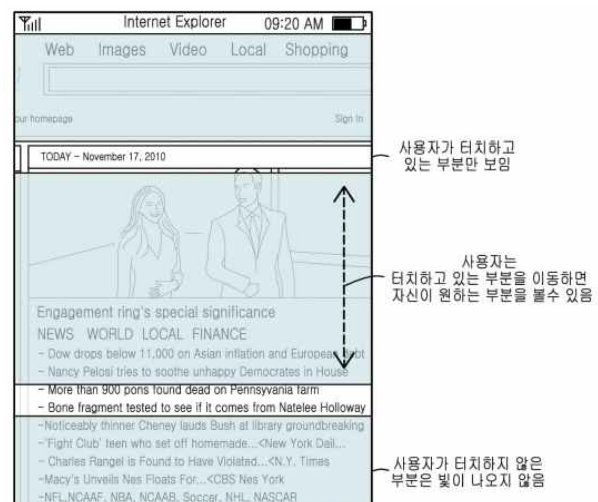 Internet Explorer 09:20 AM
Web Images Video Local Shopping
our homepage Sign In
TODAY - November 17, 2010
사용자가 터치하고
있는 부분만 보임
사용자는
터치하고 있는 부분을 이동하면
자신이 원하는 부분을 볼수 있음
Engagement ring's special significance
NEWS WORLD LOCAL FINANCE
- Dow drops below 11,000 on Asian inflation and European debt
- Nancy Pelosi tries to soothe unhappy Democrates in House
- More than 900 pons found dead on Pennsyvania farm
- Bone fragment tested to see if it comes from Natelee Holloway
-Noticeably thinner Cheney lauds Bush at library groundbreaking
-'Fight Club' teen who set off homemade...<New York Dail...
- Charles Rangel is Found to Have Violated...<N.Y. Times
-Macy's Unveils Nes Floats For...<CBS Nes York
-NFL,NCAAF, NBA, NCAAB, Soccer, NHL, NASCAR
사용자가 터치하지 않은
부분은 빛이 나오지 않음